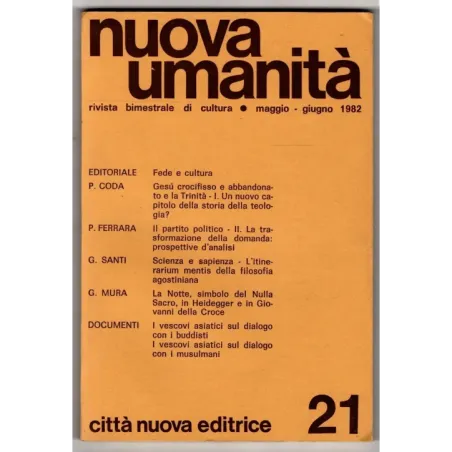 nuova
umanità
rivista bimestrale di cultura ● maggio - giugno 1982
EDITORIALE Fede e cultura
P. CODA Gesú crocifisso e abbandona-
to e la Trinità - I. Un nuovo ca-
pitolo della storia della teolo-
gia?
P. FERRARA Il partito politico - II. La tra-
sformazione della domanda:
prospettive d'analisi
G. SANTI Scienza e sapienza - L'itine-
rarium mentis della filosofia
agostiniana
G. MURA La Notte, simbolo del Nulla
Sacro, in Heidegger e in Gio-
vanni della Croce
DOCUMENTI I vescovi asiatici sul dialogo
con i buddisti
I vescovi asiatici sul dialogo
con i musulmani
città nuova editrice 21